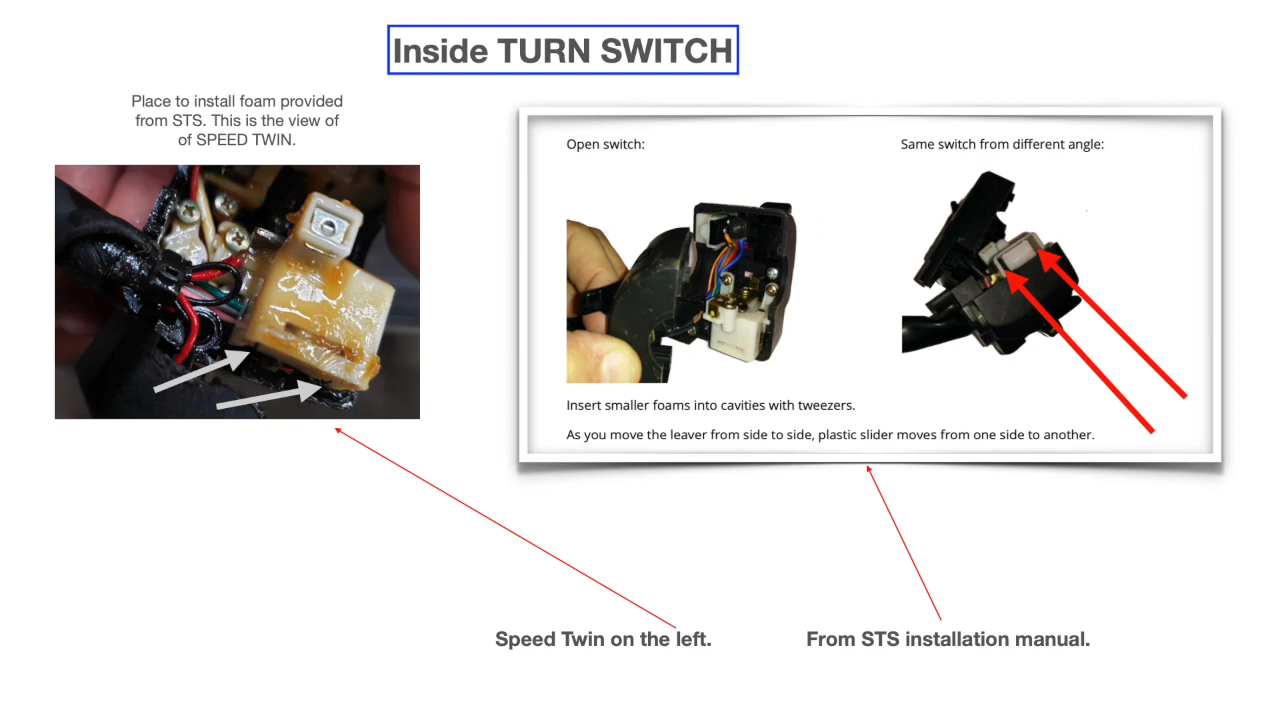 Inside TURN SWITCH
Place to install foam provided
from STS. This is the view of
of SPEED TWIN.
Open switch:
Same switch from different angle:
Insert smaller foams into cavities with tweezers.
As you move the leaver from side to side, plastic slider moves from one side to another.
Speed Twin on the left.
From STS installation manual.